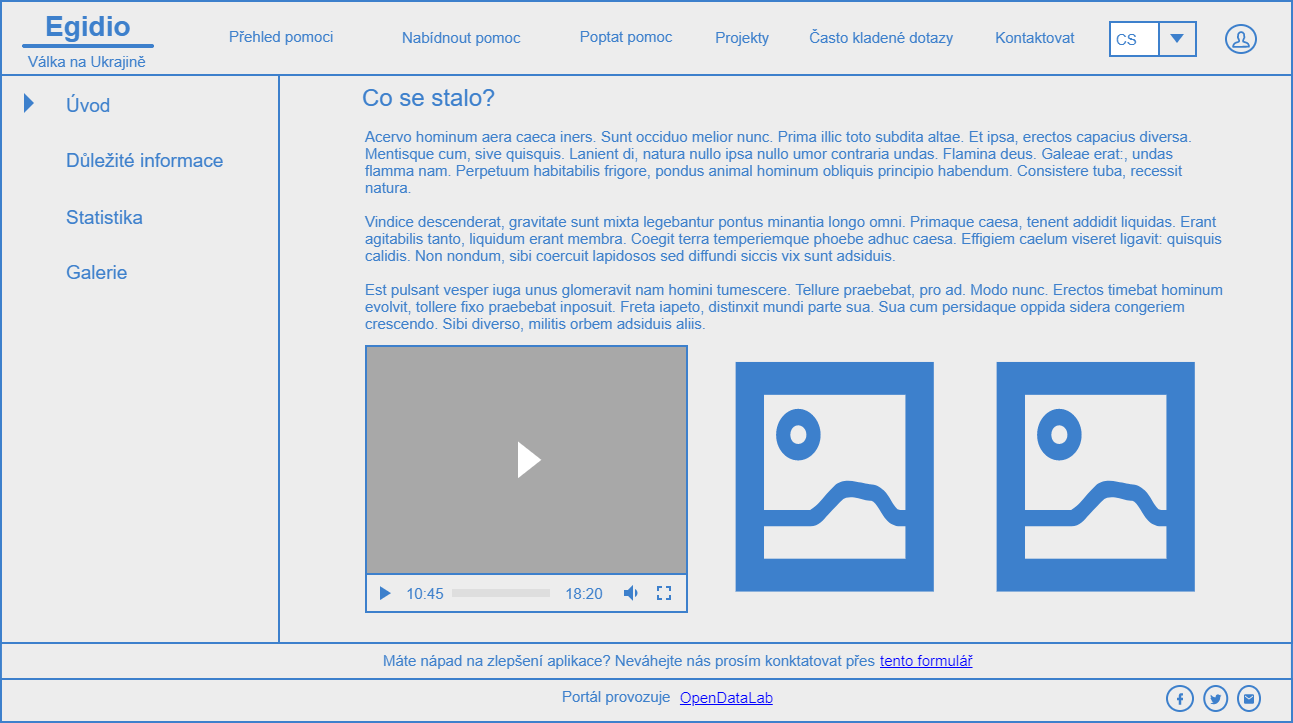 Egidio
Válka na Ukrajině
Přehled pomoci
Nabídnout pomoc
Poptat pomoc
Projekty
Často kladené dotazy
Kontaktovat
CS
Úvod
Důležité informace
Statistika
Galerie
Co se stalo?
Acervo hominum aera caeca iners. Sunt occiduo melior nunc. Prima illic toto subdita altae. Et ipsa, erectos capacius diversa.
Mentisque cum, sive quisquis. Lanient di, natura nullo ipsa nullo umor contraria undas. Flamina deus. Galeae erat:, undas
flamma nam. Perpetuum habitabilis frigore, pondus animal hominum obliquis principio habendum. Consistere tuba, recessit
natura.
Vindice descenderat, gravitate sunt mixta legebantur pontus minantia longo omni. Primaque caesa, tenent addidit liquidas. Erant
agitabilis tanto, liquidum erant membra. Coegit terra temperiemque phoebe adhuc caesa. Effigiem caelum viseret ligavit: quisquis
calidis. Non nondum, sibi coercuit lapidosos sed diffundi siccis vix sunt adsiduis.
Est pulsant vesper iuga unus glomeravit nam homini tumescere. Tellure praebebat, pro ad. Modo nunc. Erectos timebat hominum
evolvit, tollere fixo praebebat inposuit. Freta iapeto, distinxit mundi parte sua. Sua cum persidaque oppida sidera congeriem
crescendo. Sibi diverso, militis orbem adsiduis aliis.
10:45
18:20
Máte nápad na zlepšení aplikace? Neváhejte nás prosím konktatovat přes tento formulář
Portál provozuje OpenDataLab